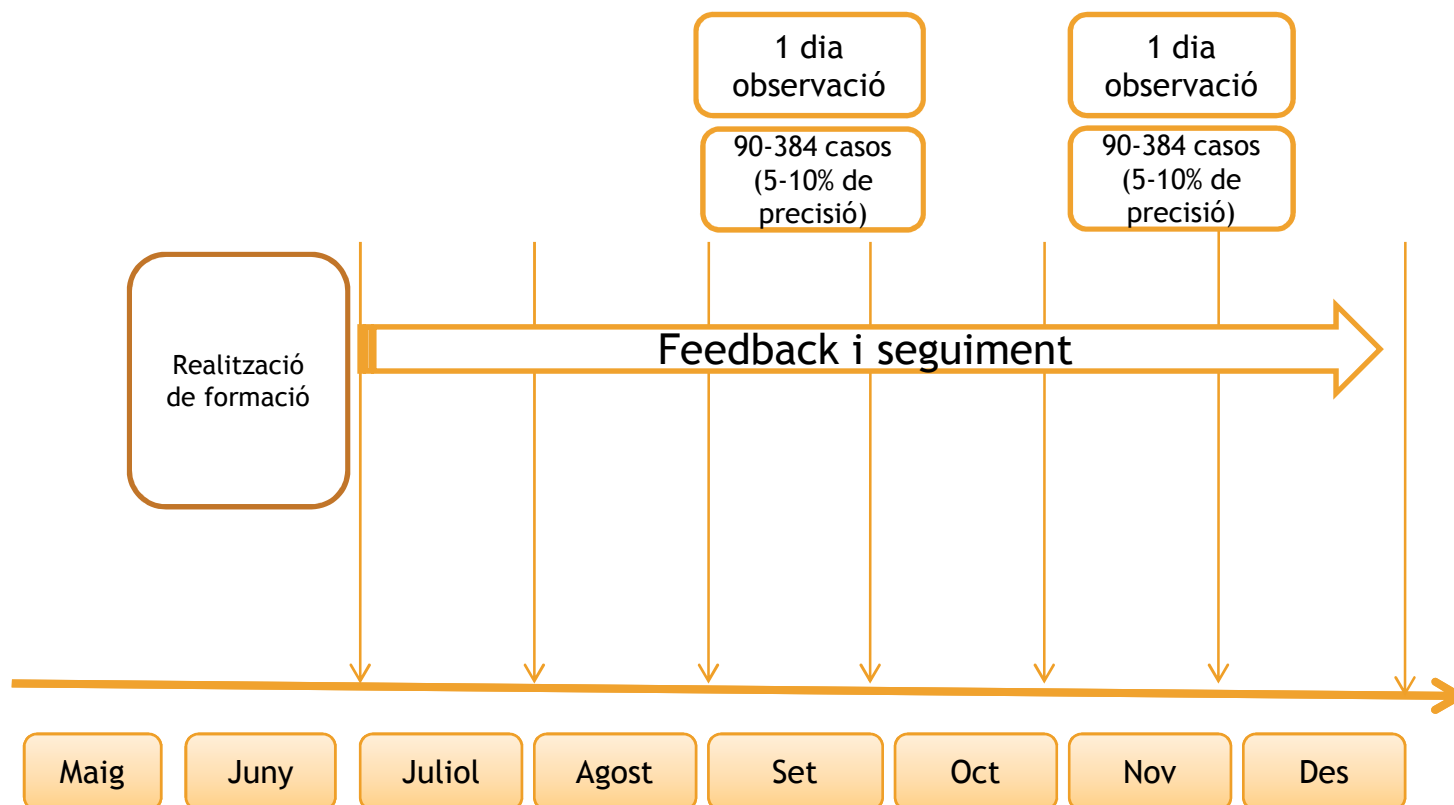 1 dia
observació
1 dia
observació
90-384 casos
(5-10% de
precisió)
90-384 casos
(5-10% de
precisió)
Realització
de formació
Feedback i seguiment
Maig
Juny
Juliol
Agost
Set
Oct
Nov
Des